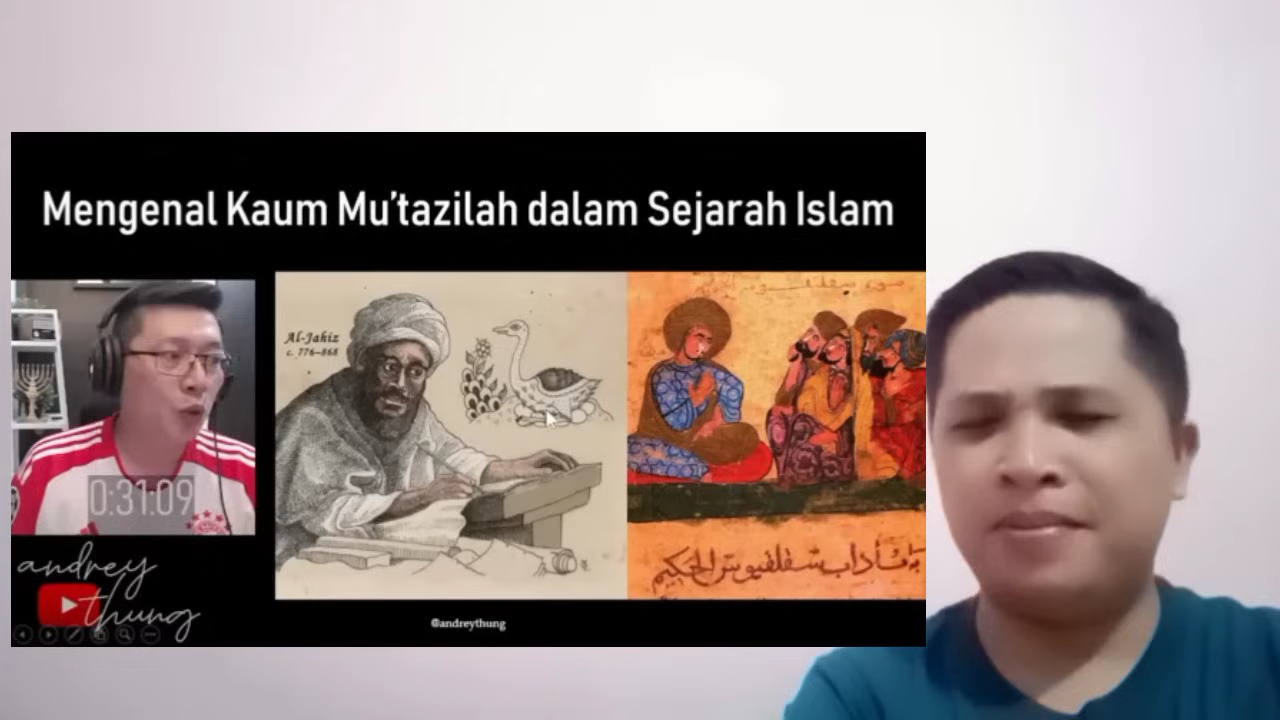 Mengenal Kaum Mu'tazilah dalam Sejarah Islam
Al-Jahiz
c. 776–868
0:31:09
andrey
thung
@andreythung